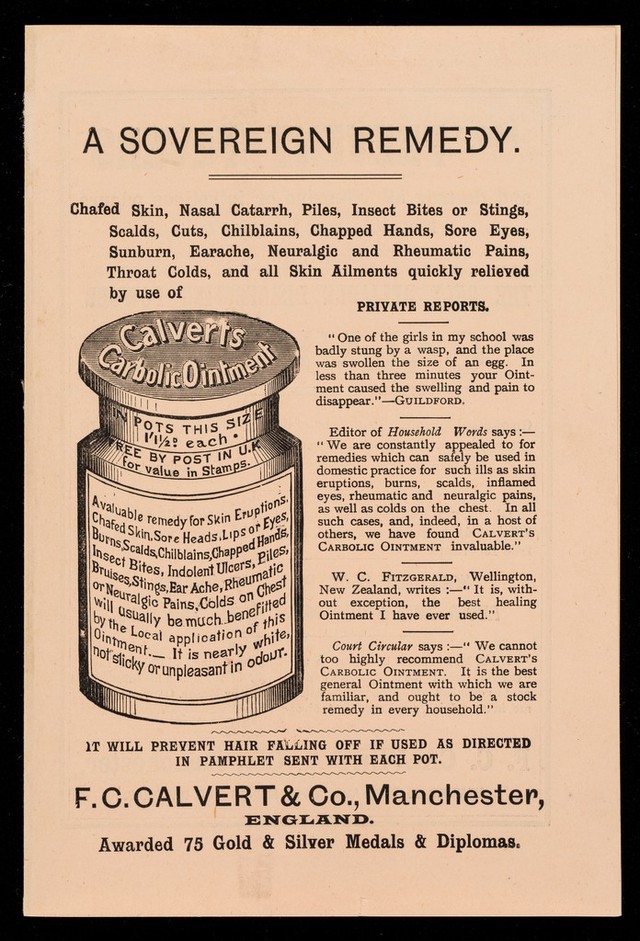 A SOVEREIGN REMEDY.
Chafed Skin, Nasal Catarrh, Piles, Insect Bites or Stings,
Scalds, Cuts, Chilblains, Chapped Hands, Sore Eyes,
Sunburn, Earache, Neuralgic and Rheumatic Pains,
Throat Colds, and all Skin Ailments quickly relieved
by use of
Calverts
Carbolic Ointment
IN POTS THIS SIZE
1/1½ᴰ each.
FREE BY POST IN U.K
for value in Stamps.
A valuable remedy for Skin Eruptions.
Chafed Skin, Sore Heads, Lips or Eyes,
Burns, Scalds, Chilblains, Chapped Hands,
Insect Bites, Indolent Ulcers, Piles,
Bruises, Stings, Ear Ache, Rheumatic
or Neuralgic Pains, Colds on Chest
will usually be much benefitted
by the Local application of this
Ointment.— It is nearly white,
not sticky or unpleasant in odour.
PRIVATE REPORTS.
"One of the girls in my school was
badly stung by a wasp, and the place
was swollen the size of an egg. In
less than three minutes your Oint-
ment caused the swelling and pain to
disappear."—GUILDFORD.
Editor of Household Words says :—
"We are constantly appealed to for
remedies which can safely be used in
domestic practice for such ills as skin
eruptions, burns, scalds, inflamed
eyes, rheumatic and neuralgic pains,
as well as colds on the chest. In all
such cases, and, indeed, in a host of
others, we have found CALVERT'S
CARBOLIC OINTMENT invaluable."
W. C. FITZGERALD, Wellington,
New Zealand, writes :—"It is, with-
out exception, the best healing
Ointment I have ever used."
Court Circular says :—"We cannot
too highly recommend CALVERT'S
CARBOLIC OINTMENT. It is the best
general Ointment with which we are
familiar, and ought to be a stock
remedy in every household."
IT WILL PREVENT HAIR FALLING OFF IF USED AS DIRECTED
IN PAMPHLET SENT WITH EACH POT.
F.C.CALVERT & Co., Manchester,
ENGLAND.
Awarded 75 Gold & Silver Medals & Diplomas.